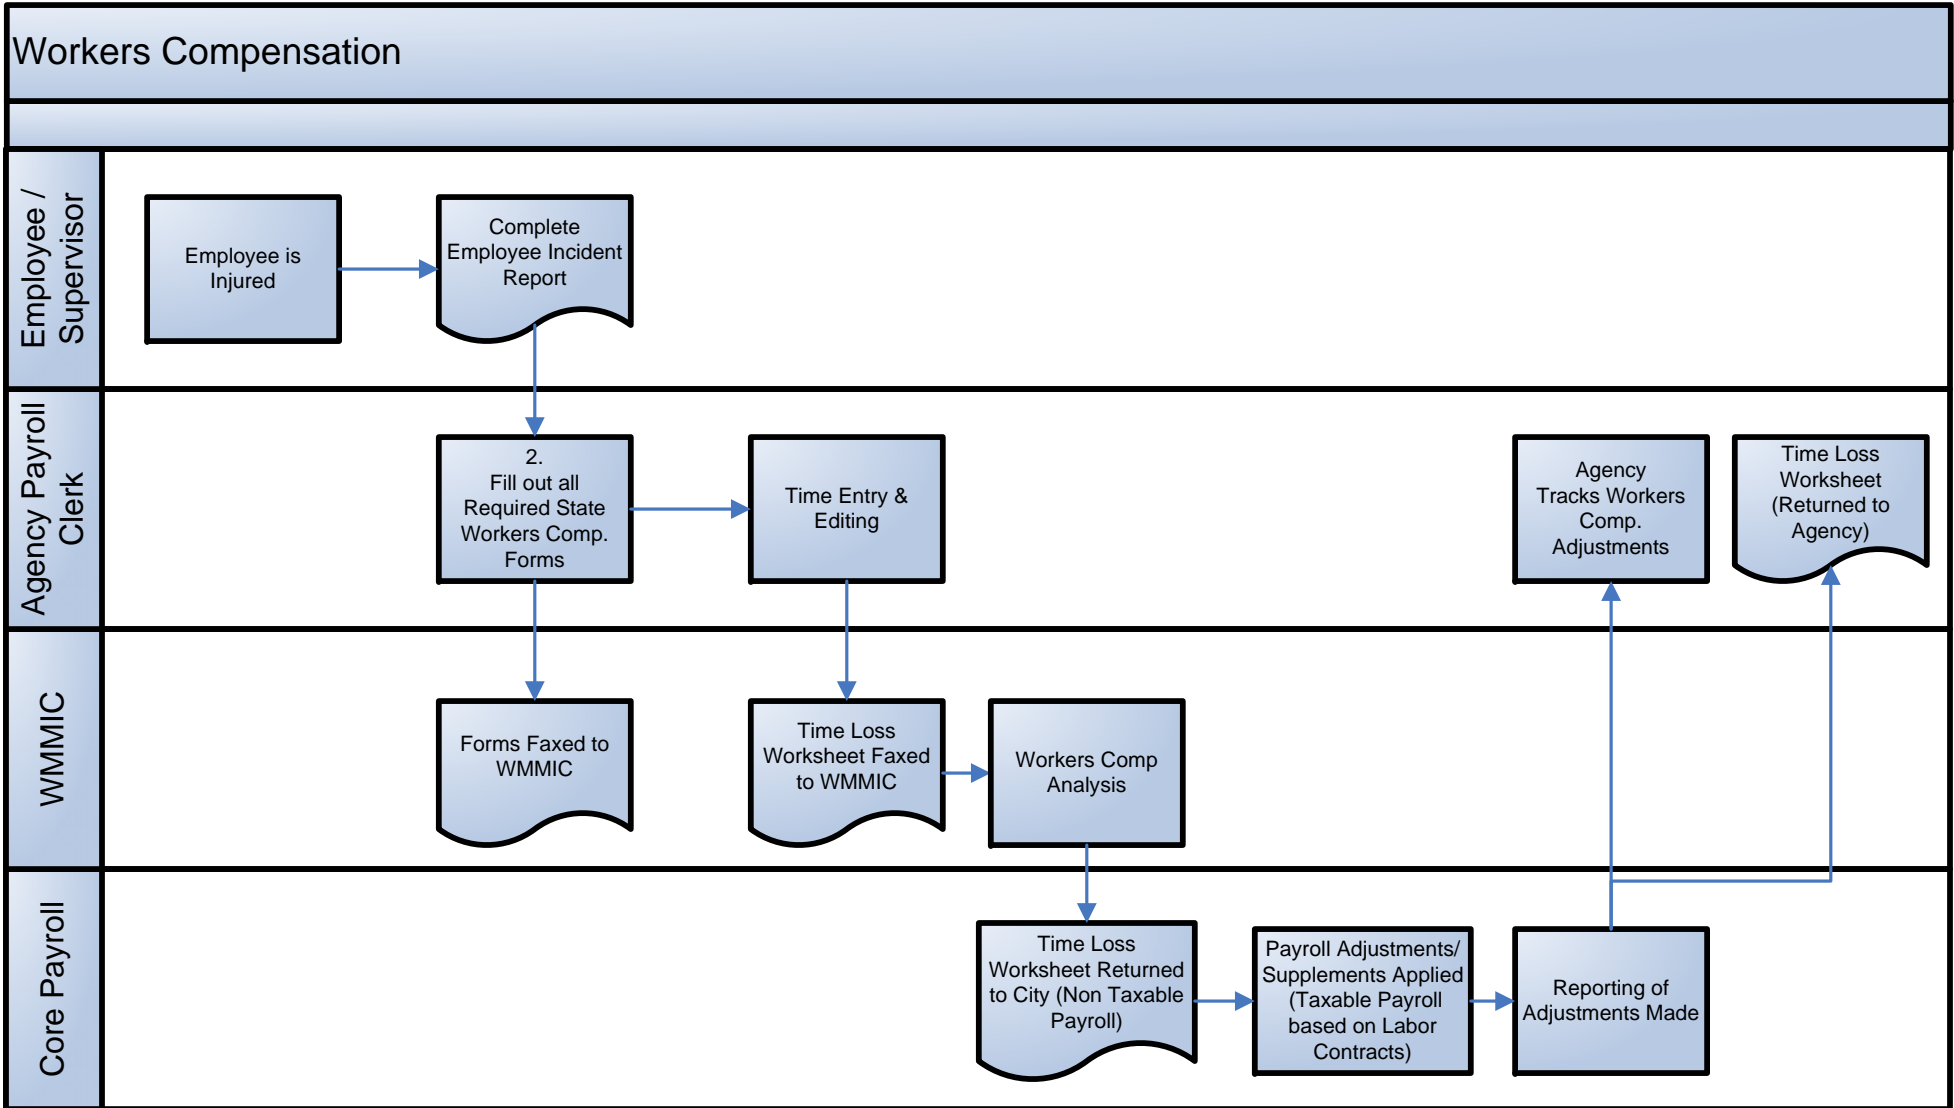 Workers Compensation
Employee /
Supervisor
Employee is
Injured
Complete
Employee Incident
Report
Agency Payroll
Clerk
2.
Fill out all
Required State
Workers Comp.
Forms
Time Entry &
Editing
Agency
Tracks Workers
Comp.
Adjustments
Time Loss
Worksheet
(Returned to
Agency)
WMMIC
Forms Faxed to
WMMIC
Time Loss
Worksheet Faxed
to WMMIC
Workers Comp
Analysis
Core Payroll
Time Loss
Worksheet Returned
to City (Non Taxable
Payroll)
Payroll Adjustments/
Supplements Applied
(Taxable Payroll
based on Labor
Contracts)
Reporting of
Adjustments Made